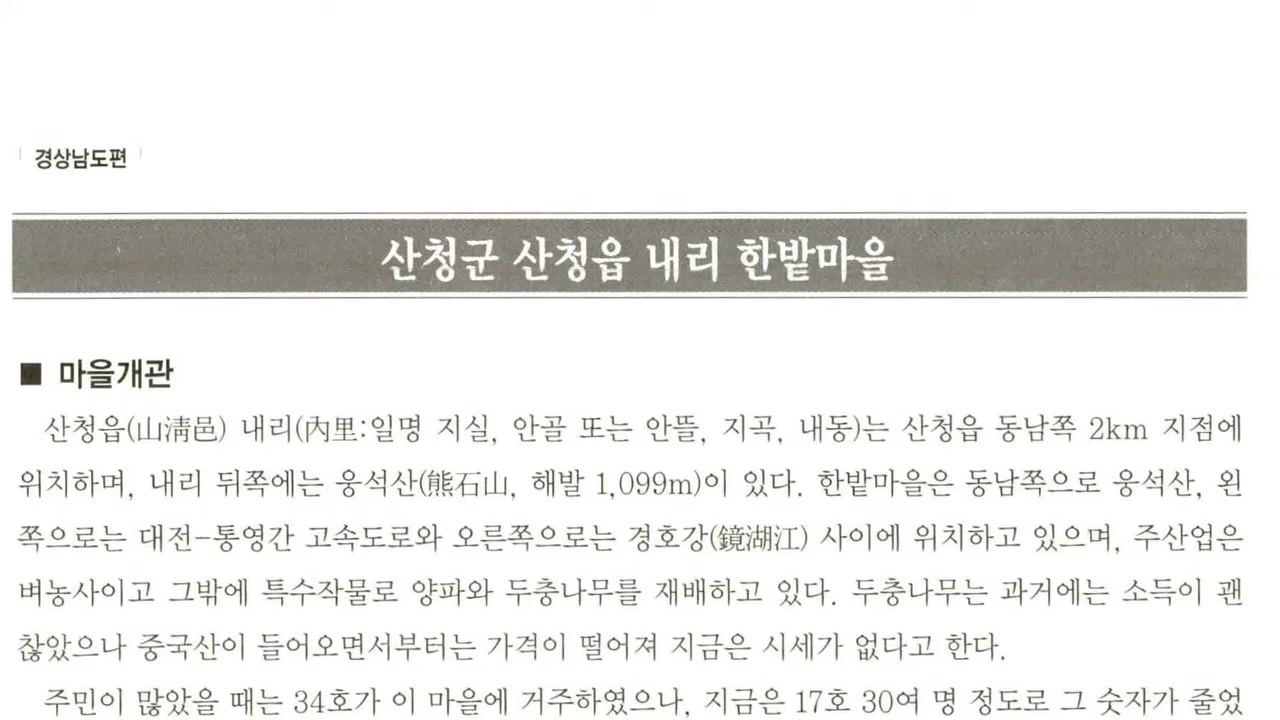 경상남도편
산청군 산청읍 내리 한밭마을
■ 마을개관
산청읍(山淸邑) 내리(內里:일명 지실, 안골 또는 안뜰, 지곡, 내동)는 산청읍 동남쪽 2km 지점에
위치하며, 내리 뒤쪽에는 웅석산(熊石山, 해발 1,099m)이 있다. 한밭마을은 동남쪽으로 웅석산, 왼
쪽으로는 대전-통영간 고속도로와 오른쪽으로는 경호강(鏡湖江) 사이에 위치하고 있으며, 주산업은
벼농사이고 그밖에 특수작물로 양파와 두충나무를 재배하고 있다. 두충나무는 과거에는 소득이 괜
찮았으나 중국산이 들어오면서부터는 가격이 떨어져 지금은 시세가 없다고 한다.
주민이 많았을 때는 34호가 이 마을에 거주하였으나, 지금은 17호 30여 명 정도로 그 숫자가 줄었